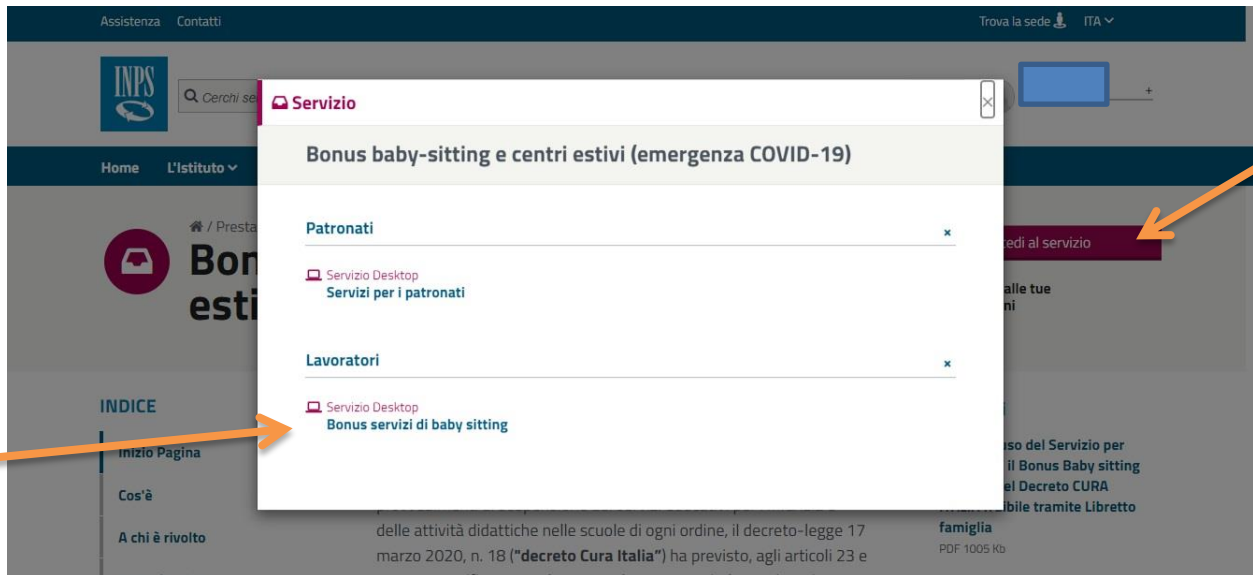 Assistenza Contatti
Trova la sede ITA
INPS
Cerchi
Servizio
×
+
Bonus baby-sitting e centri estivi (emergenza COVID-19)
Home L'Istituto
Patronati ×
Servizio Desktop
Servizi per i patronati
Lavoratori ×
Servizio Desktop
Bonus servizi di baby sitting
/ Presta
Bon
esti
edi al servizio
alle tue
ni
INDICE
Inizio Pagina
Cos'è
A chi è rivolto
delle attività didattiche nelle scuole di ogni ordine, il decreto-legge 17
marzo 2020, n. 18 ("decreto Cura Italia") ha previsto, agli articoli 23 e
uso del Servizio per
il Bonus Baby sitting
el Decreto CURA
ibile tramite Libretto
famiglia
PDF 1005 Kb